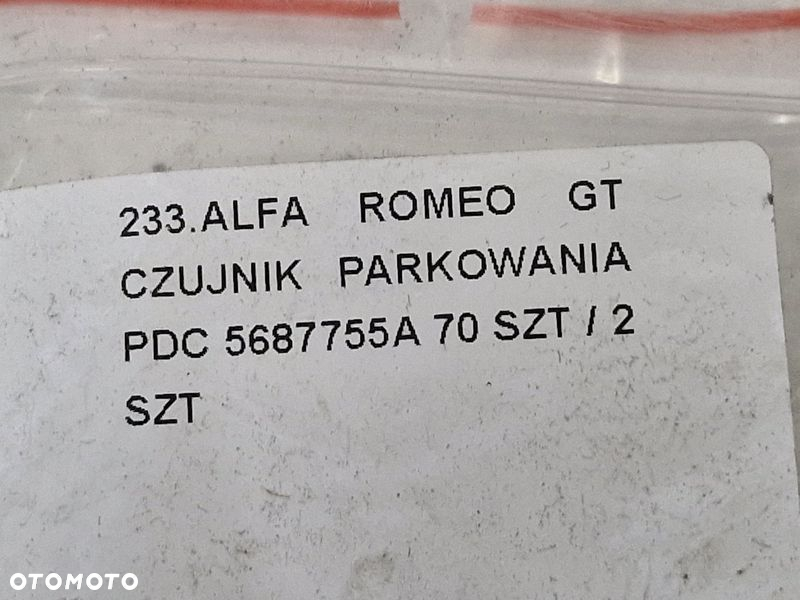 233.ALFA ROMEO GT
CZUJNIK PARKOWANIA
PDC 5687755A 70 SZT / 2
SZT
OTOMOTO